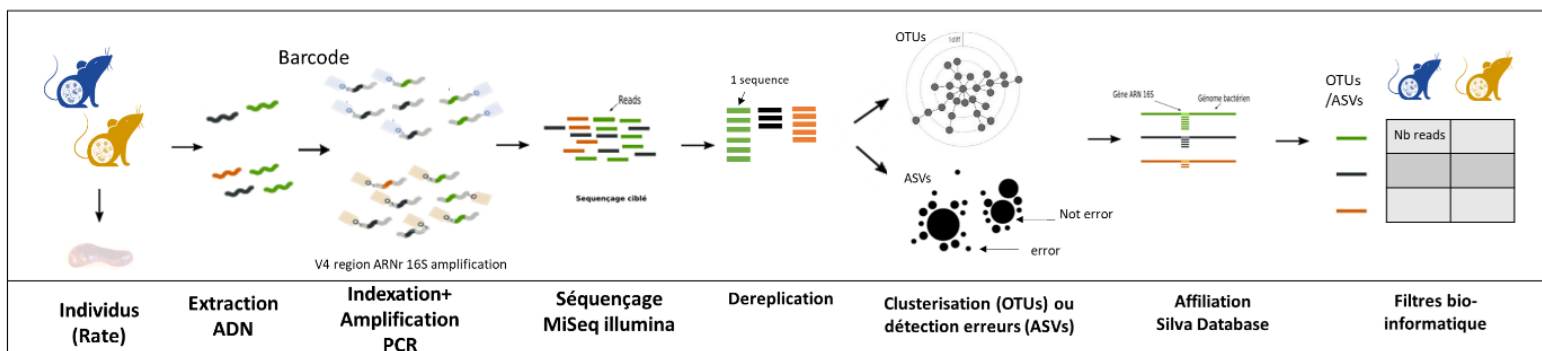 Barcode
V4 region ARNr 16S amplification
Reads
Sequençage ciblé
1 sequence
OTUs
1diff
ASVs
Not error
error
Gène ARN 16S
Génome bactérien
OTUs
/ASVs
Nb reads
Individus
(Rate)
Extraction
ADN
Indexation+
Amplification
PCR
Séquençage
MiSeq illumina
Dereplication
Clusterisation (OTUs) ou
détection erreurs (ASVs)
Affiliation
Silva Database
Filtres bio-
informatique